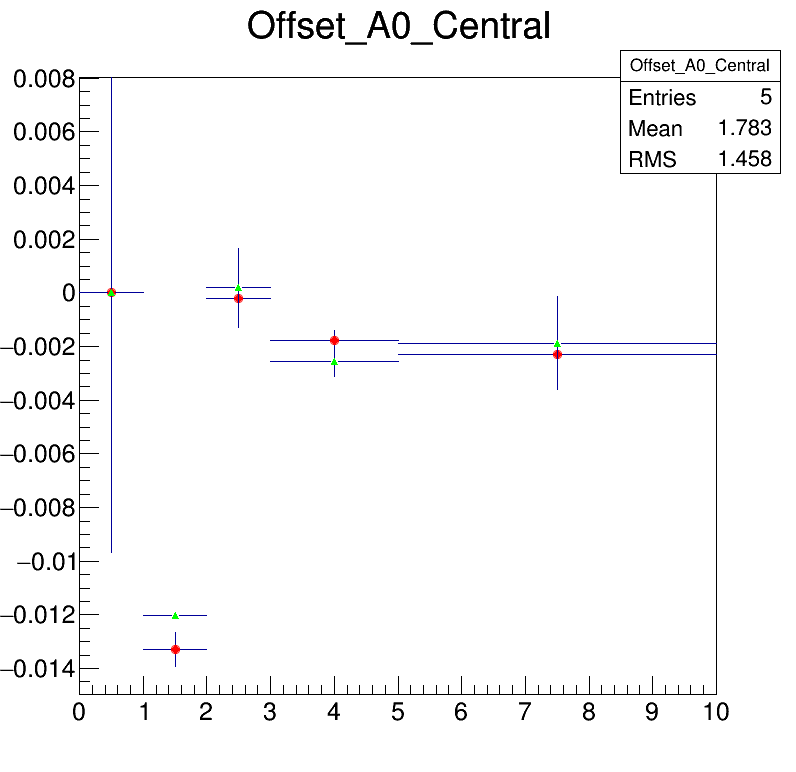 Offset_A0_Central
Offset_A0_Central
Entries 5
Mean 1.783
RMS 1.458
0.008
0.006
0.004
0.002
0
−0.002
−0.004
−0.006
−0.008
−0.01
−0.012
−0.014
0 1 2 3 4 5 6 7 8 9 10